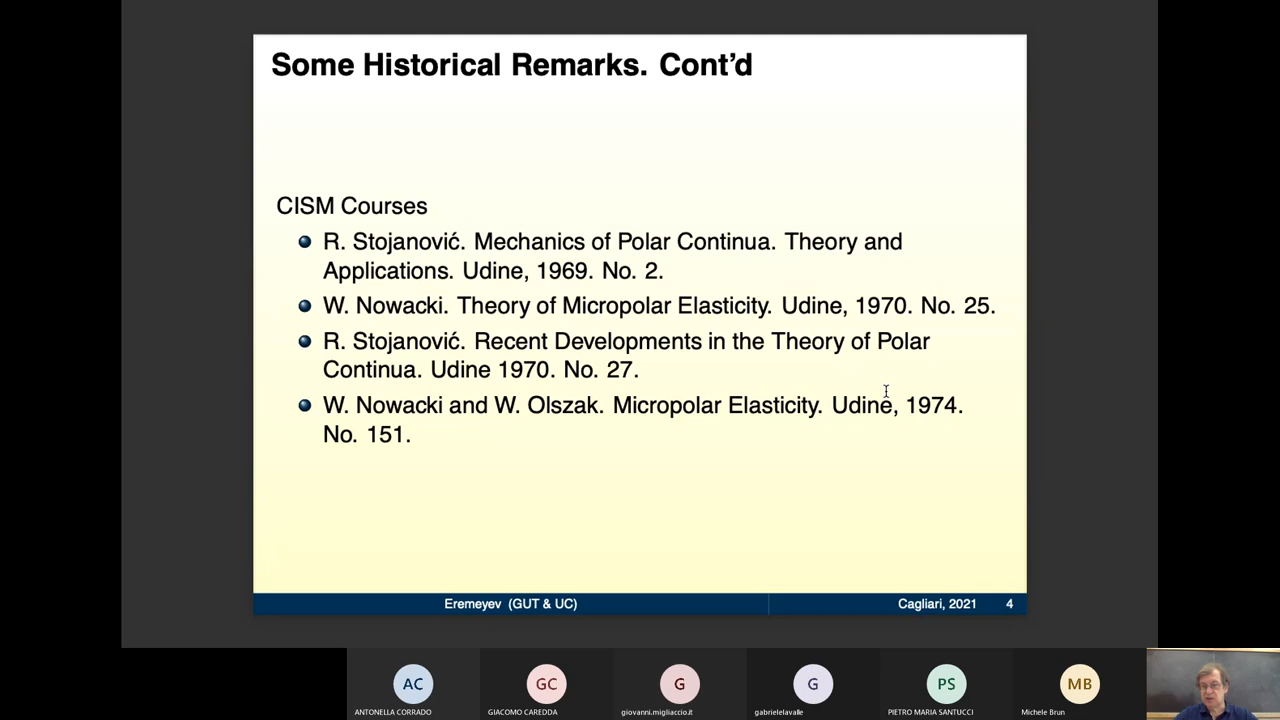 Some Historical Remarks. Cont’d
CISM Courses
R. Stojanović. Mechanics of Polar Continua. Theory and
Applications. Udine, 1969. No. 2.
W. Nowacki. Theory of Micropolar Elasticity. Udine, 1970. No. 25.
R. Stojanović. Recent Developments in the Theory of Polar
Continua. Udine 1970. No. 27.
W. Nowacki and W. Olszak. Micropolar Elasticity. Udine, 1974.
No. 151.
Eremeyev (GUT & UC)
Cagliari, 2021 4
AC
GC
G
G
PS
MB
ANTONELLA CORRADO
GIACOMO CAREDDA
giovanni.migliaccio.it
gabrielelavalle
PIETRO MARIA SANTUCCI
Michele Brun